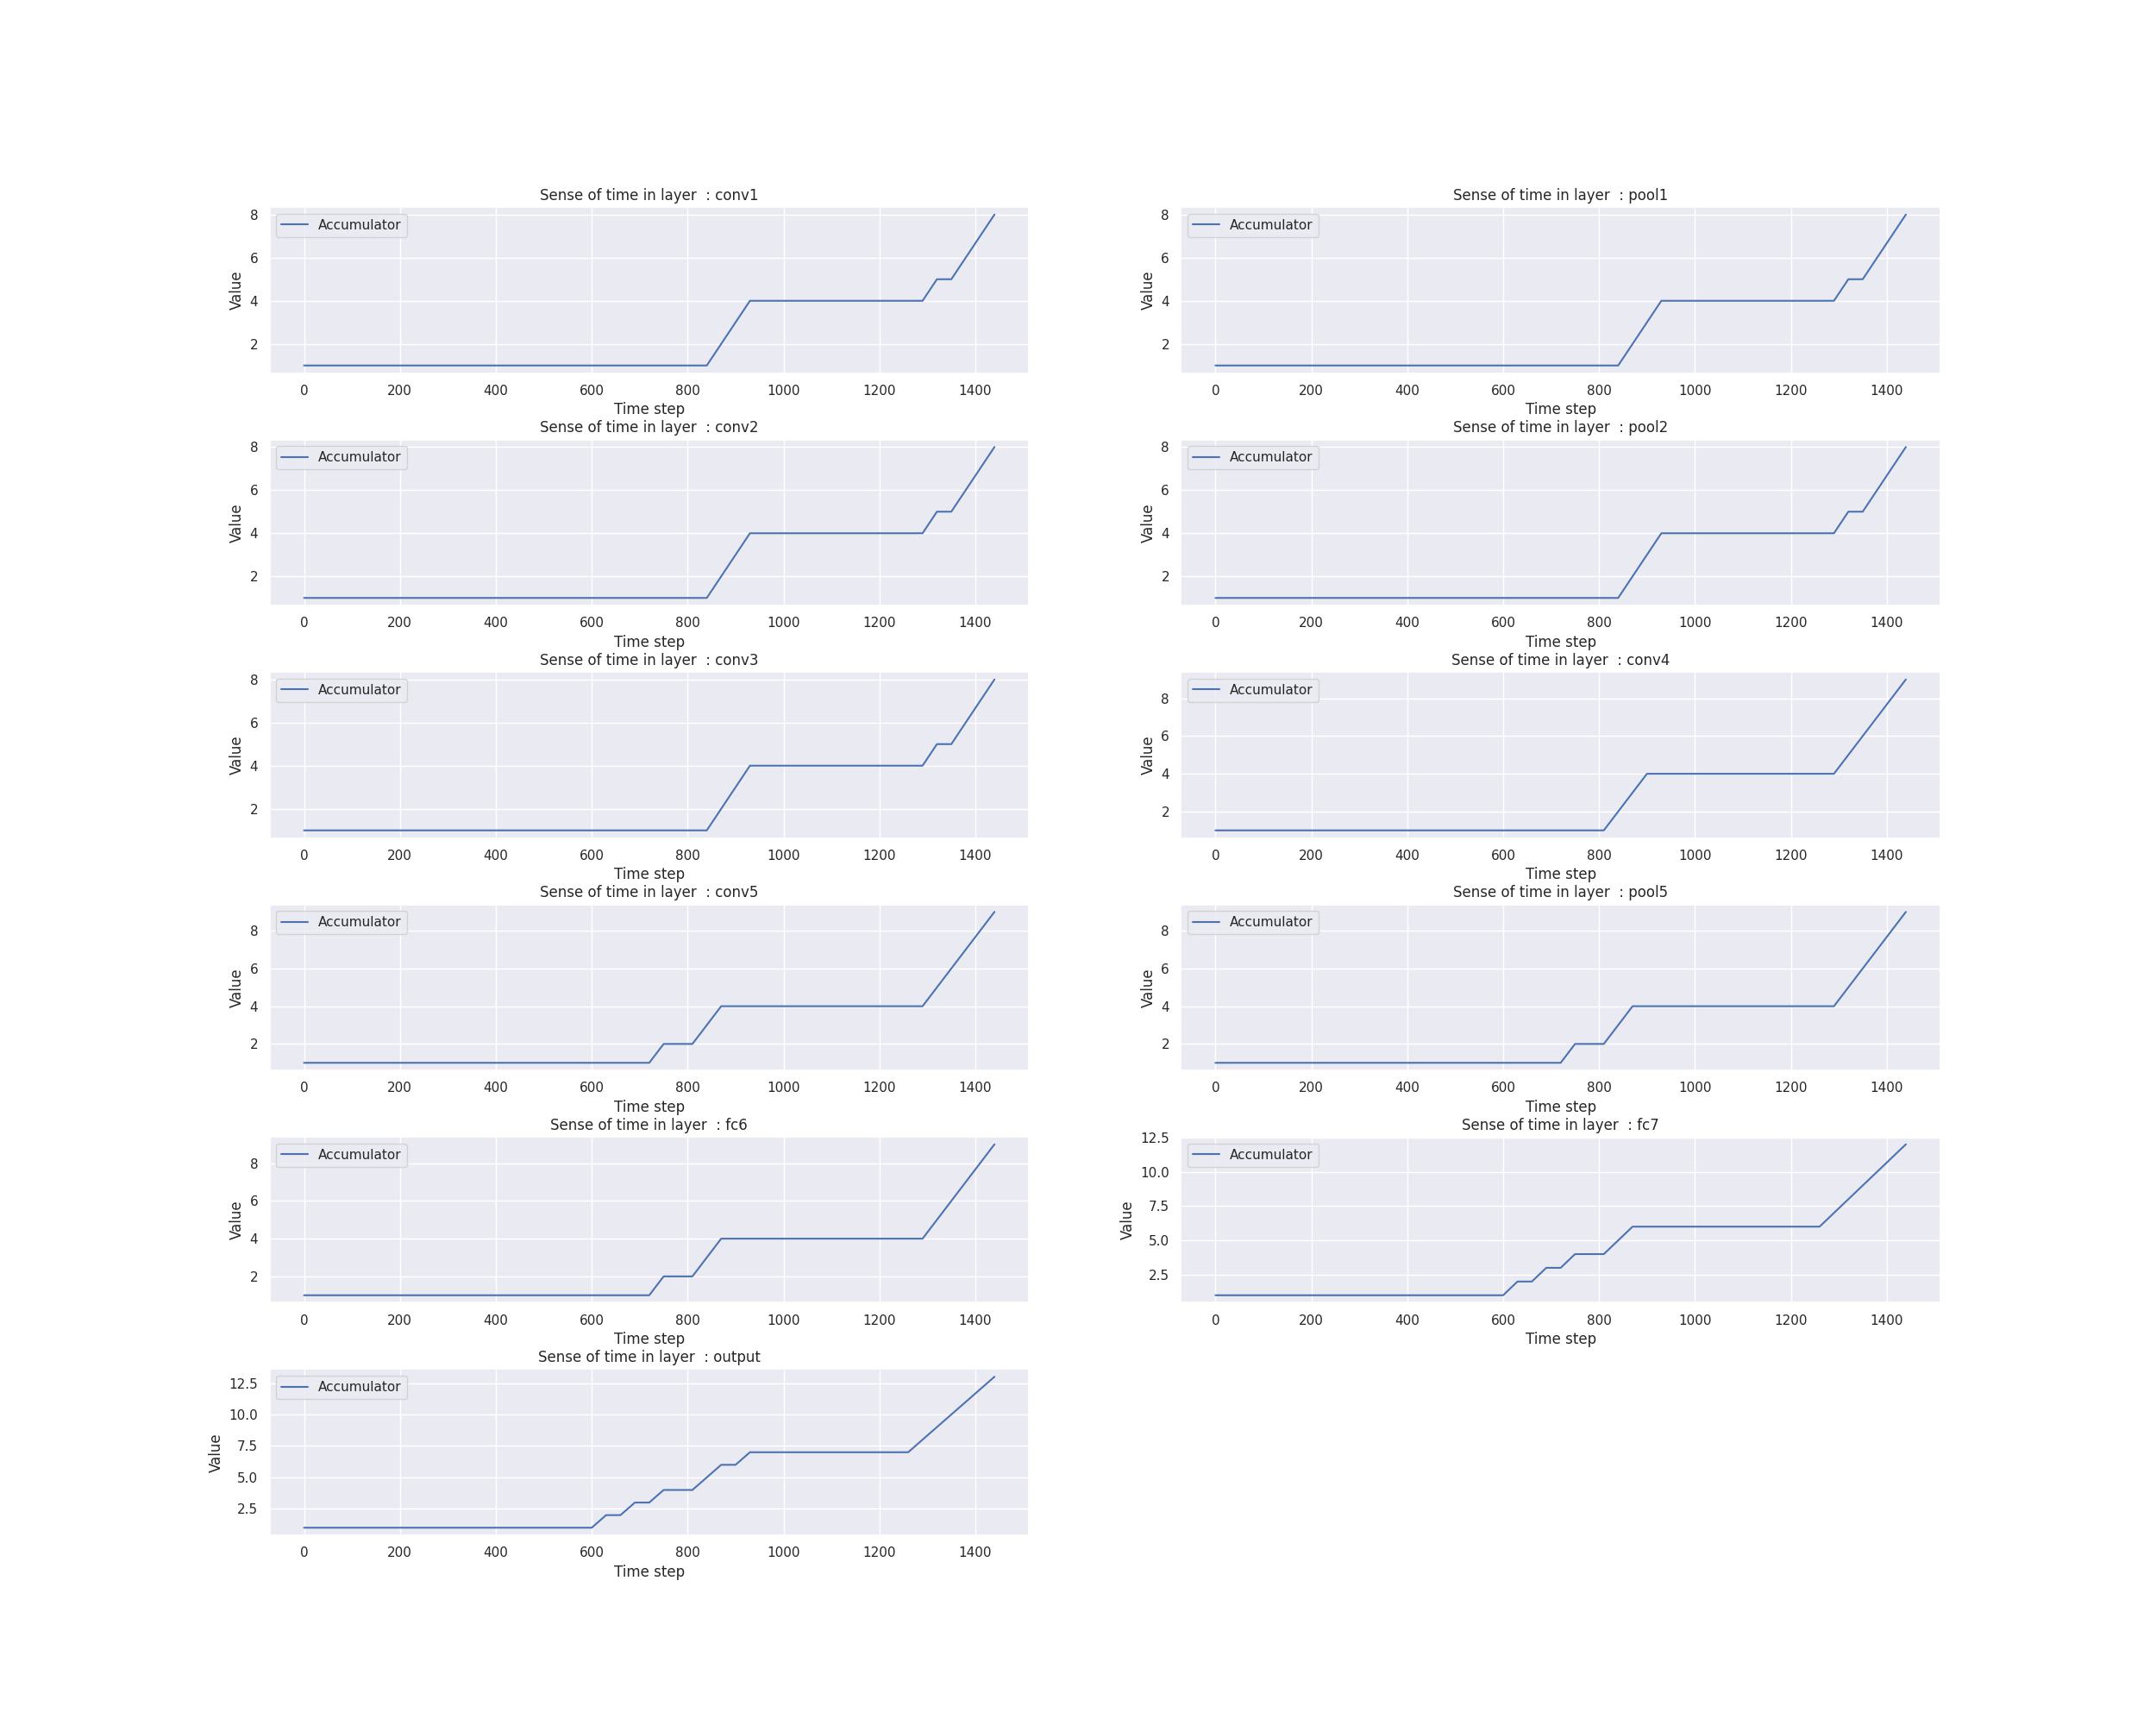 Sense of time in layer  : conv1
Accumulator
Value
8
6
4
2
0 200 400 600 800 1000 1200 1400
Time step
Sense of time in layer  : pool1
Accumulator
Value
8
6
4
2
0 200 400 600 800 1000 1200 1400
Time step
Sense of time in layer  : conv2
Accumulator
Value
8
6
4
2
0 200 400 600 800 1000 1200 1400
Time step
Sense of time in layer  : pool2
Accumulator
Value
8
6
4
2
0 200 400 600 800 1000 1200 1400
Time step
Sense of time in layer  : conv3
Accumulator
Value
8
6
4
2
0 200 400 600 800 1000 1200 1400
Time step
Sense of time in layer  : conv4
Accumulator
Value
8
6
4
2
0 200 400 600 800 1000 1200 1400
Time step
Sense of time in layer  : conv5
Accumulator
Value
8
6
4
2
0 200 400 600 800 1000 1200 1400
Time step
Sense of time in layer  : pool5
Accumulator
Value
8
6
4
2
0 200 400 600 800 1000 1200 1400
Time step
Sense of time in layer  : fc6
Accumulator
Value
8
6
4
2
0 200 400 600 800 1000 1200 1400
Time step
Sense of time in layer  : fc7
Accumulator
Value
12.5
10.0
7.5
5.0
2.5
0 200 400 600 800 1000 1200 1400
Time step
Sense of time in layer  : output
Accumulator
Value
12.5
10.0
7.5
5.0
2.5
0 200 400 600 800 1000 1200 1400
Time step